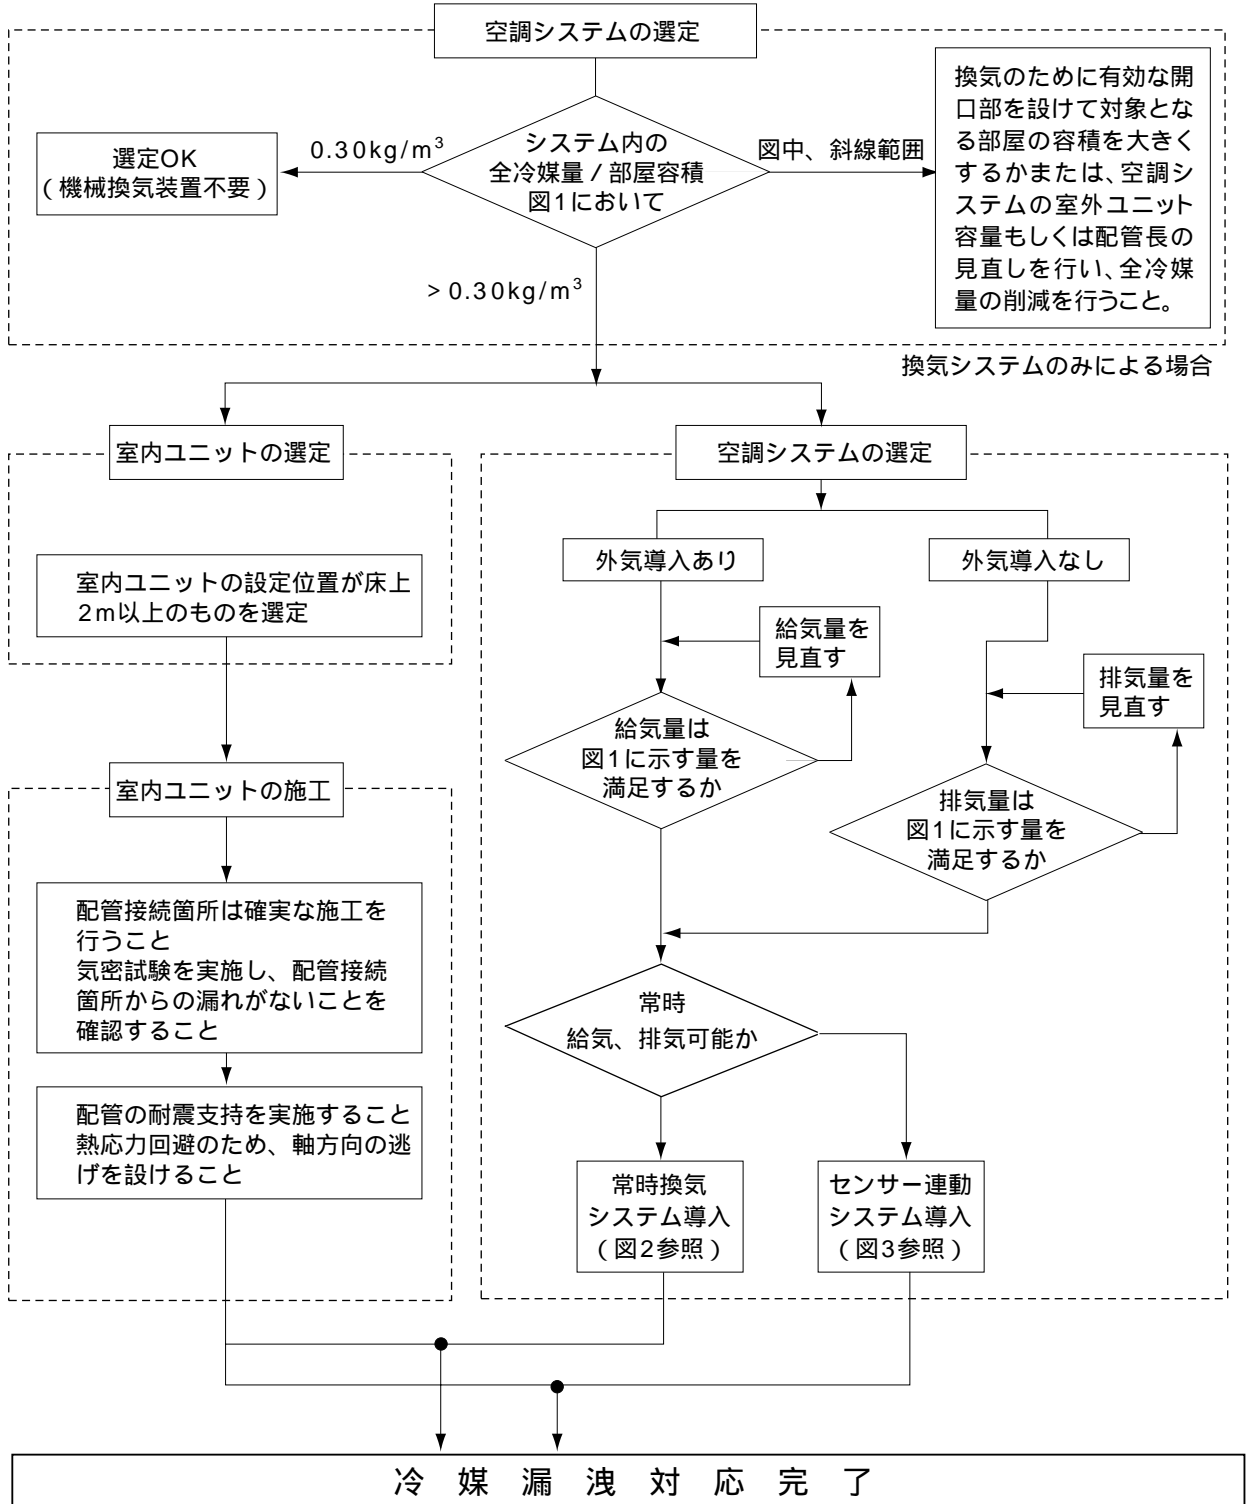 空調システムの選定
システム内の
全冷媒量 / 部屋容積
図1において
0.30kg/m³
選定OK
（機械換気装置不要）
図中、斜線範囲
換気のために有効な開
口部を設けて対象とな
る部屋の容積を大きく
するかまたは、空調シ
ステムの室外ユニット
容量もしくは配管長の
見直しを行い、全冷媒
量の削減を行うこと。
> 0.30kg/m³
換気システムのみによる場合
室内ユニットの選定
室内ユニットの設定位置が床上
2m以上のものを選定
室内ユニットの施工
配管接続箇所は確実な施工を
行うこと
気密試験を実施し、配管接続
箇所からの漏れがないことを
確認すること
配管の耐震支持を実施すること
熱応力回避のため、軸方向の逃
げを設けること
空調システムの選定
外気導入あり
外気導入なし
給気量を
見直す
給気量は
図1に示す量を
満足するか
排気量を
見直す
排気量は
図1に示す量を
満足するか
常時
給気、排気可能か
常時換気
システム導入
（図2参照）
センサー連動
システム導入
（図3参照）
冷媒漏洩対応完了